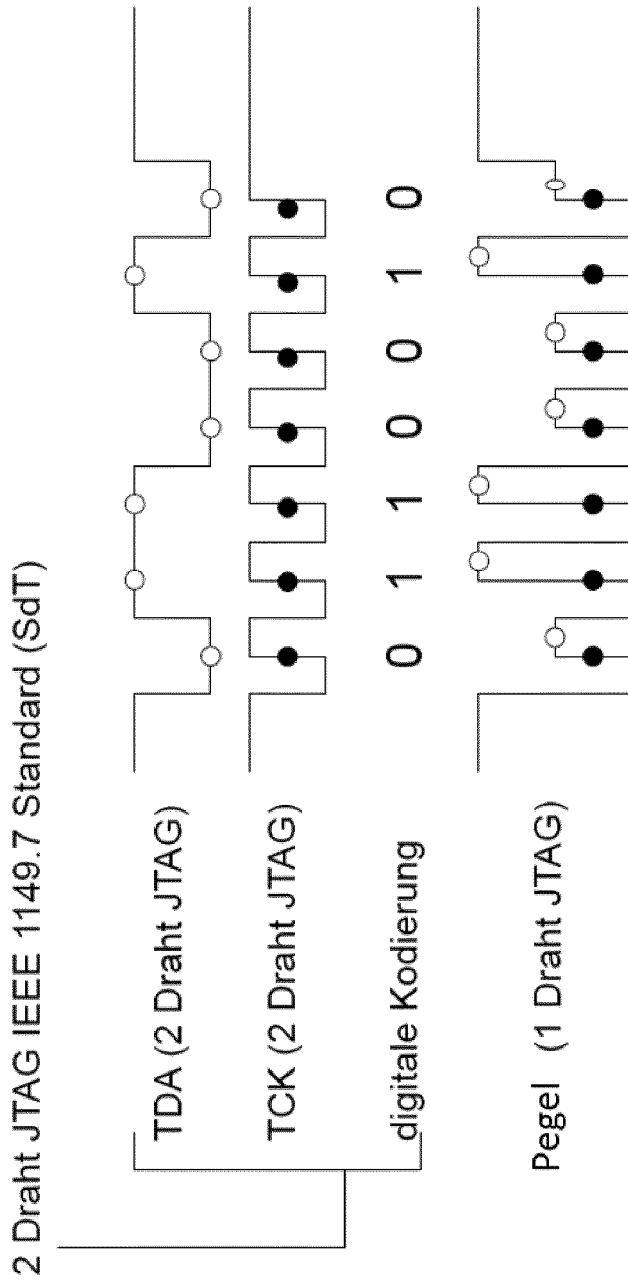 2 Draht JTAG IEEE 1149.7 Standard (SdT)
TDA (2 Draht JTAG)
TCK (2 Draht JTAG)
digitale Kodierung 0 1 1 0 0 1 0
Pegel (1 Draht JTAG)